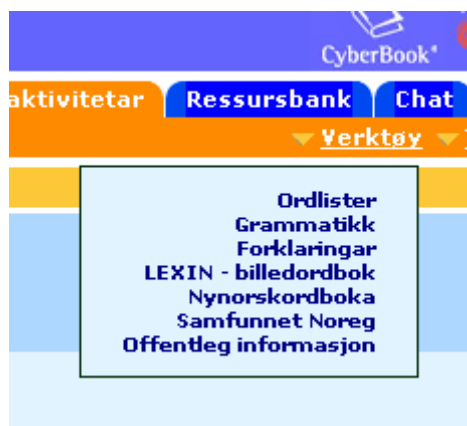 CyberBook*
aktivitetar Ressursbank Chat
Verktøy
Ordlister
Grammatikk
Forklaringar
LEXIN - billedordbok
Nynorskordboka
Samfunnet Noreg
Offentleg informasjon